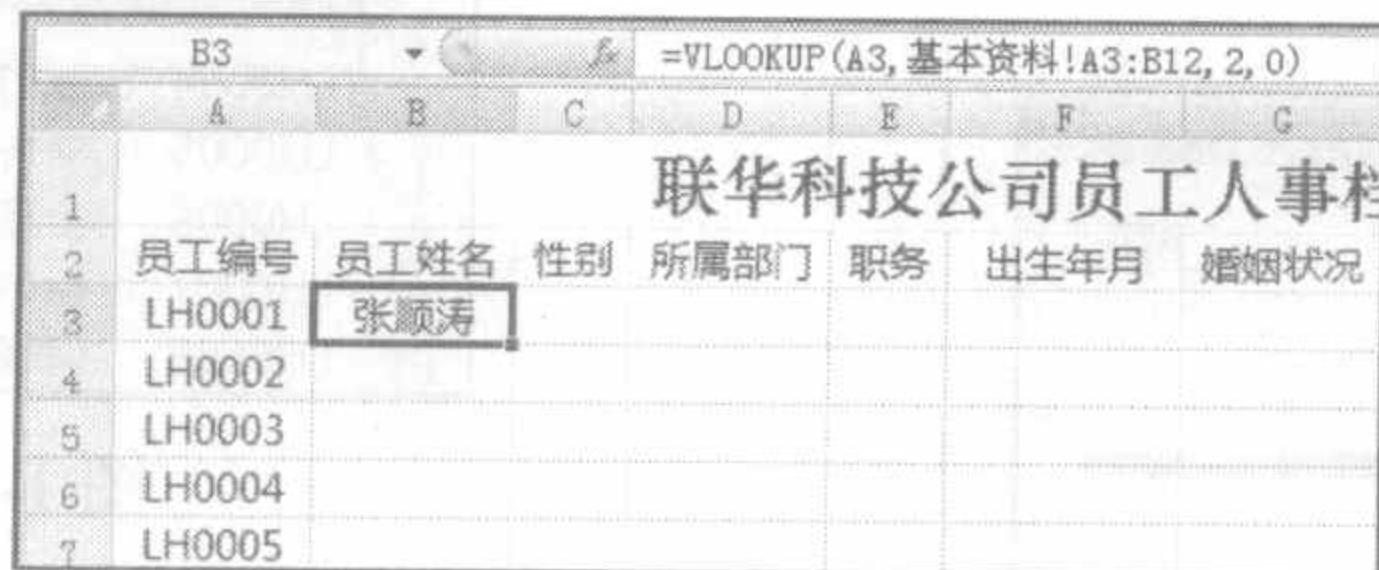 B3 fx =VLOOKUP(A3,基本资料!A3:B12,2,0)
A B C D E F G
1 联华科技公司员工人事档
2 员工编号 员工姓名 性别 所属部门 职务 出生年月 婚姻状况
3 LH0001 张顺涛
4 LH0002
5 LH0003
6 LH0004
7 LH0005